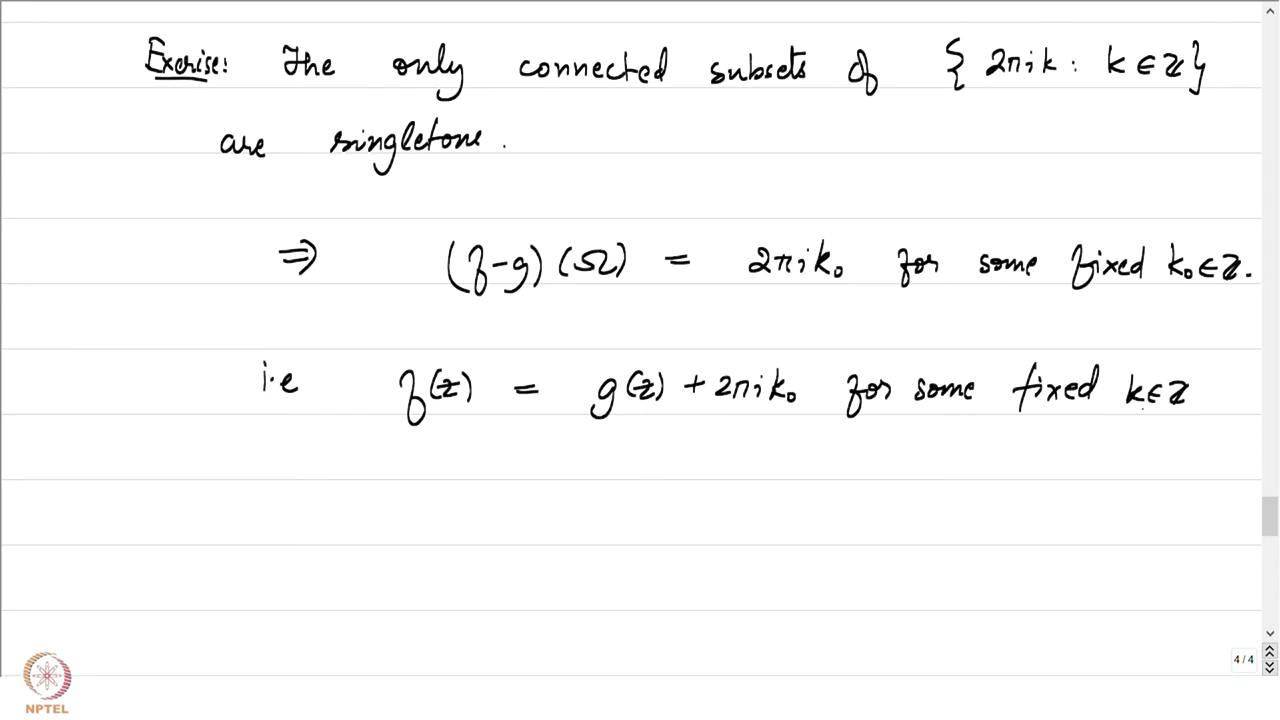 Exercise: The only connected subsets of { 2πik : k ∈ ℤ }
are singletons.
⇒ (f-g)(Ω) = 2πik₀ for some fixed k₀ ∈ ℤ.
i.e f(z) = g(z) + 2πik₀ for some fixed k ∈ ℤ
4 / 4
NPTEL